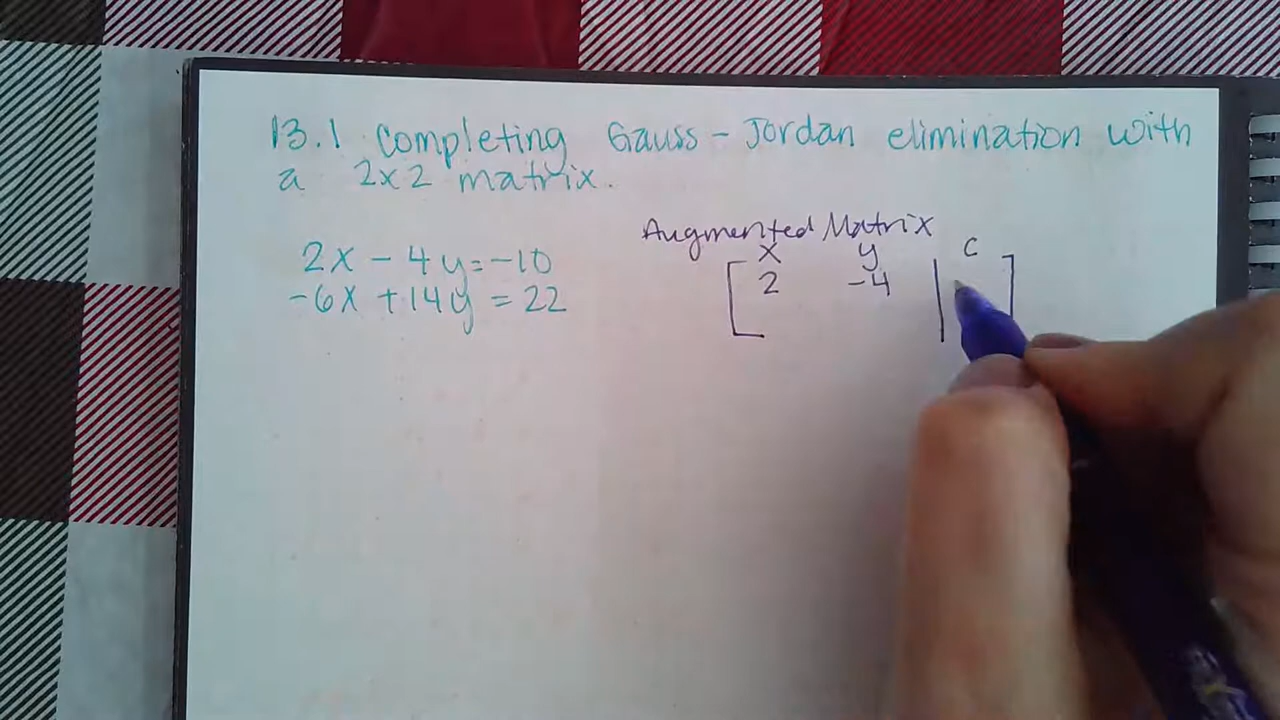 13.1 Completing Gauss-Jordan elimination with
a 2x2 matrix.
2x - 4y = -10
-6x + 14y = 22
Augmented Matrix
x y c
2 -4